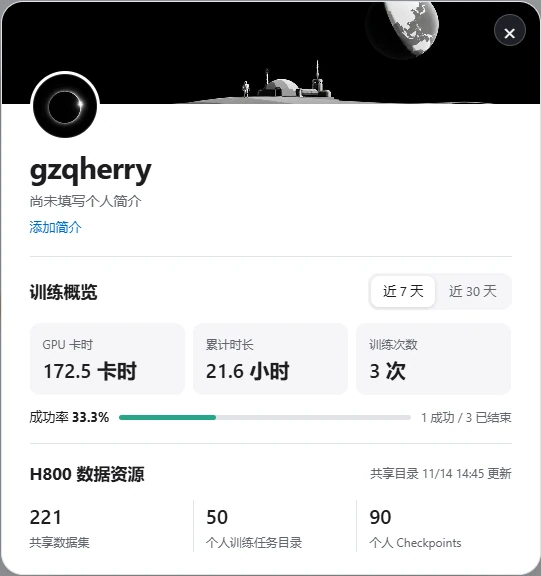 gzqherry
尚未填写个人简介
添加简介
训练概览
近 7 天 近 30 天
GPU 卡时 累计时长 训练次数
172.5 卡时 21.6 小时 3 次
成功率 33.3% 1 成功 / 3 已结束
H800 数据资源 共享目录 11/14 14:45 更新
221 50 90
共享数据集 个人训练任务目录 个人 Checkpoints